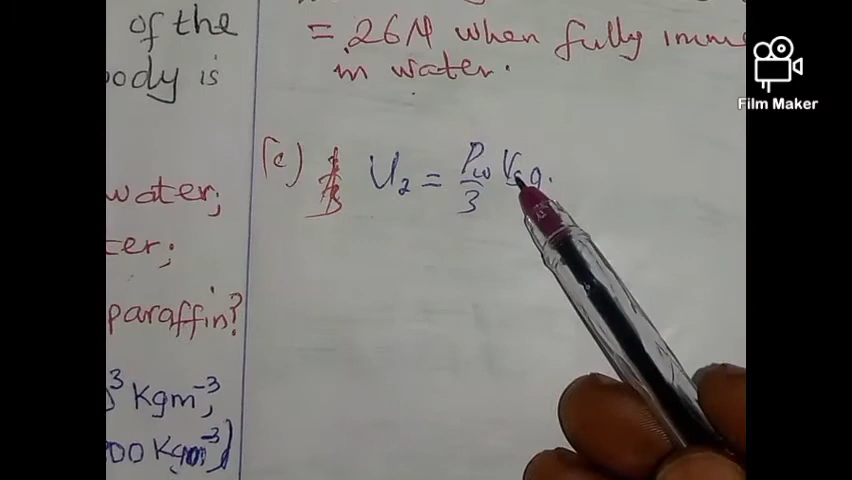 of the
body is
water;
ter;
paraffin?
³ Kgm⁻³,
00 Kgm⁻³)
= 26N when fully imme
in water.
(c) U₂ = ρw/3 Vs g.
Film Maker